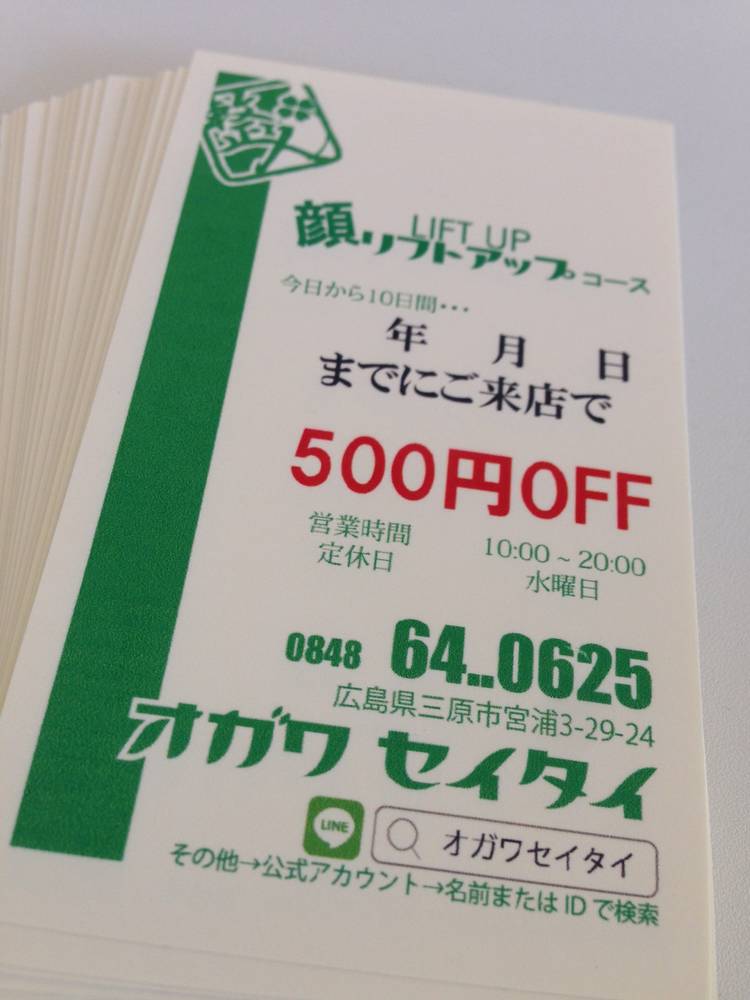 LIFT UP
顔リフトアップコース
今日から10日間・・・
年 月 日
までにご来店で
500円OFF
営業時間 10:00～20:00
定休日 水曜日
0848 64..0625
広島県三原市宮浦3-29-24
オガワ セイタイ
LINE
オガワセイタイ
その他→公式アカウント→名前またはIDで検索